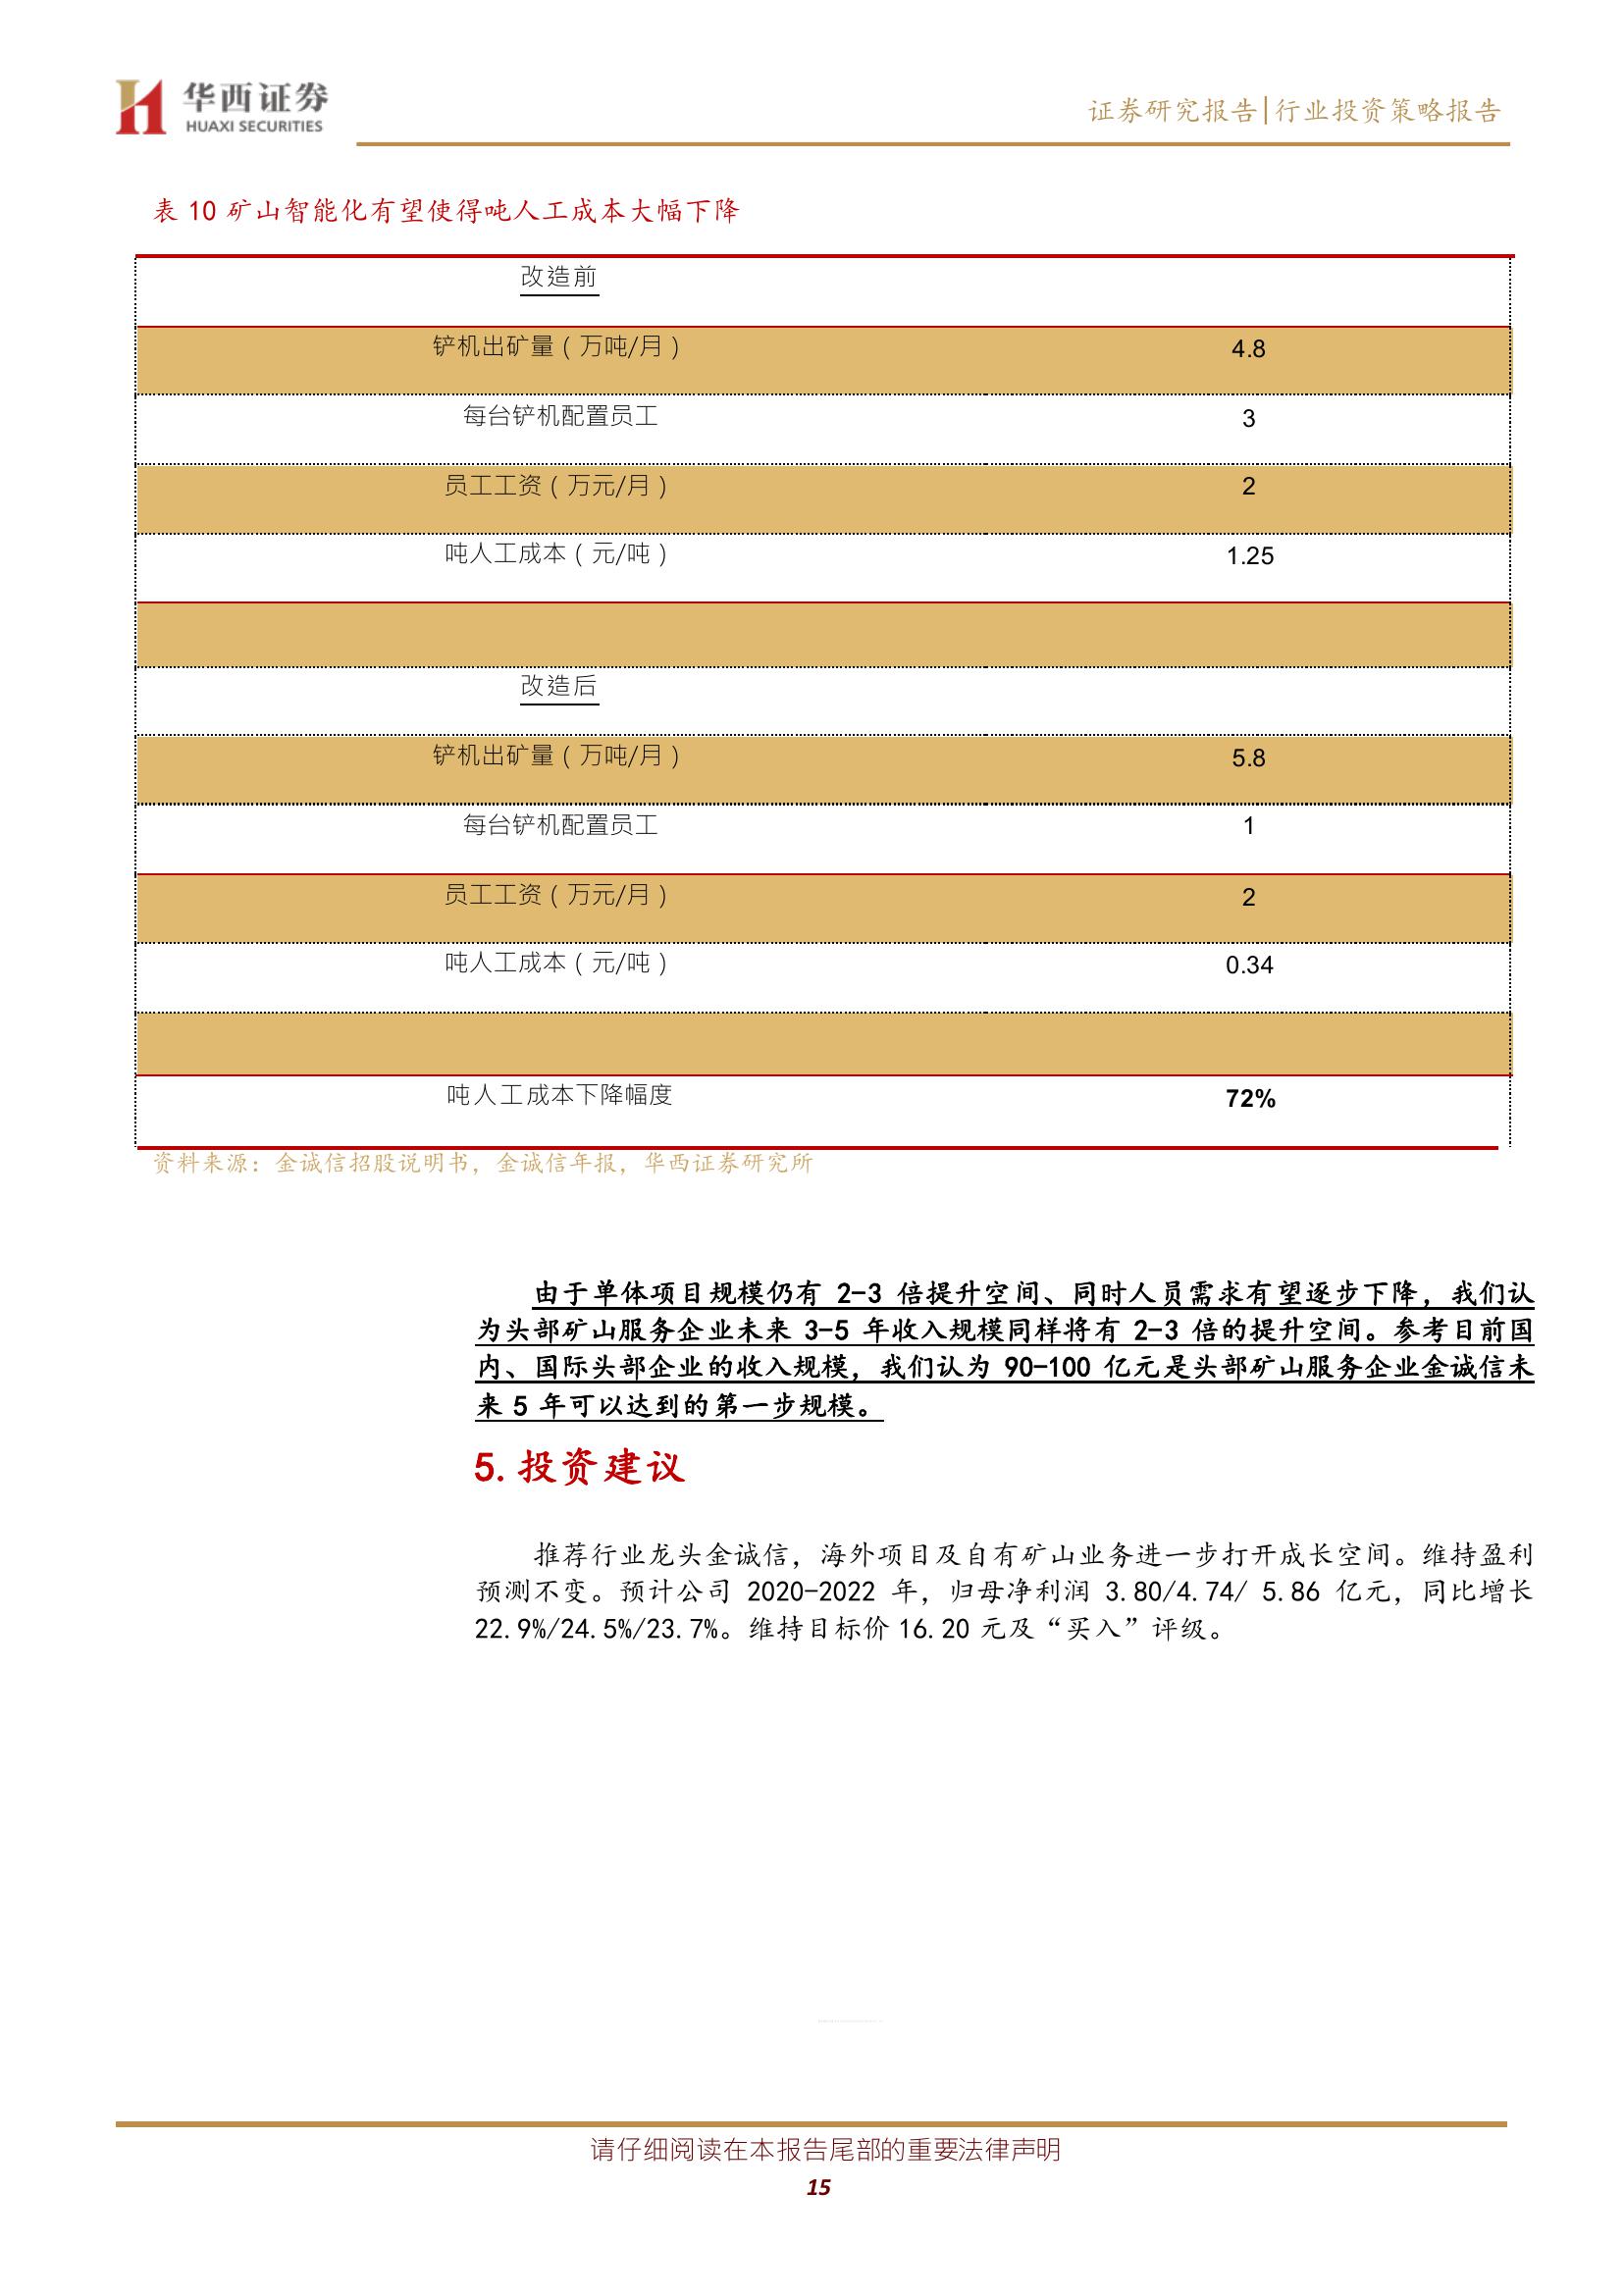 华西证券
HUAXI SECURITIES
证券研究报告|行业投资策略报告
表 10 矿山智能化有望使得吨人工成本大幅下降
改造前
铲机出矿量（万吨/月） 4.8
每台铲机配置员工 3
员工工资（万元/月） 2
吨人工成本（元/吨） 1.25
改造后
铲机出矿量（万吨/月） 5.8
每台铲机配置员工 1
员工工资（万元/月） 2
吨人工成本（元/吨） 0.34
吨人工成本下降幅度 72%
资料来源：金诚信招股说明书，金诚信年报，华西证券研究所
由于单体项目规模仍有 2-3 倍提升空间、同时人员需求有望逐步下降，我们认
为头部矿山服务企业未来 3-5 年收入规模同样将有 2-3 倍的提升空间。参考目前国
内、国际头部企业的收入规模，我们认为 90-100 亿元是头部矿山服务企业金诚信未
来 5 年可以达到的第一步规模。
5. 投资建议
推荐行业龙头金诚信，海外项目及自有矿山业务进一步打开成长空间。维持盈利
预测不变。预计公司 2020-2022 年，归母净利润 3.80/4.74/ 5.86 亿元，同比增长
22.9%/24.5%/23.7%。维持目标价 16.20 元及“买入”评级。
请仔细阅读在本报告尾部的重要法律声明
15